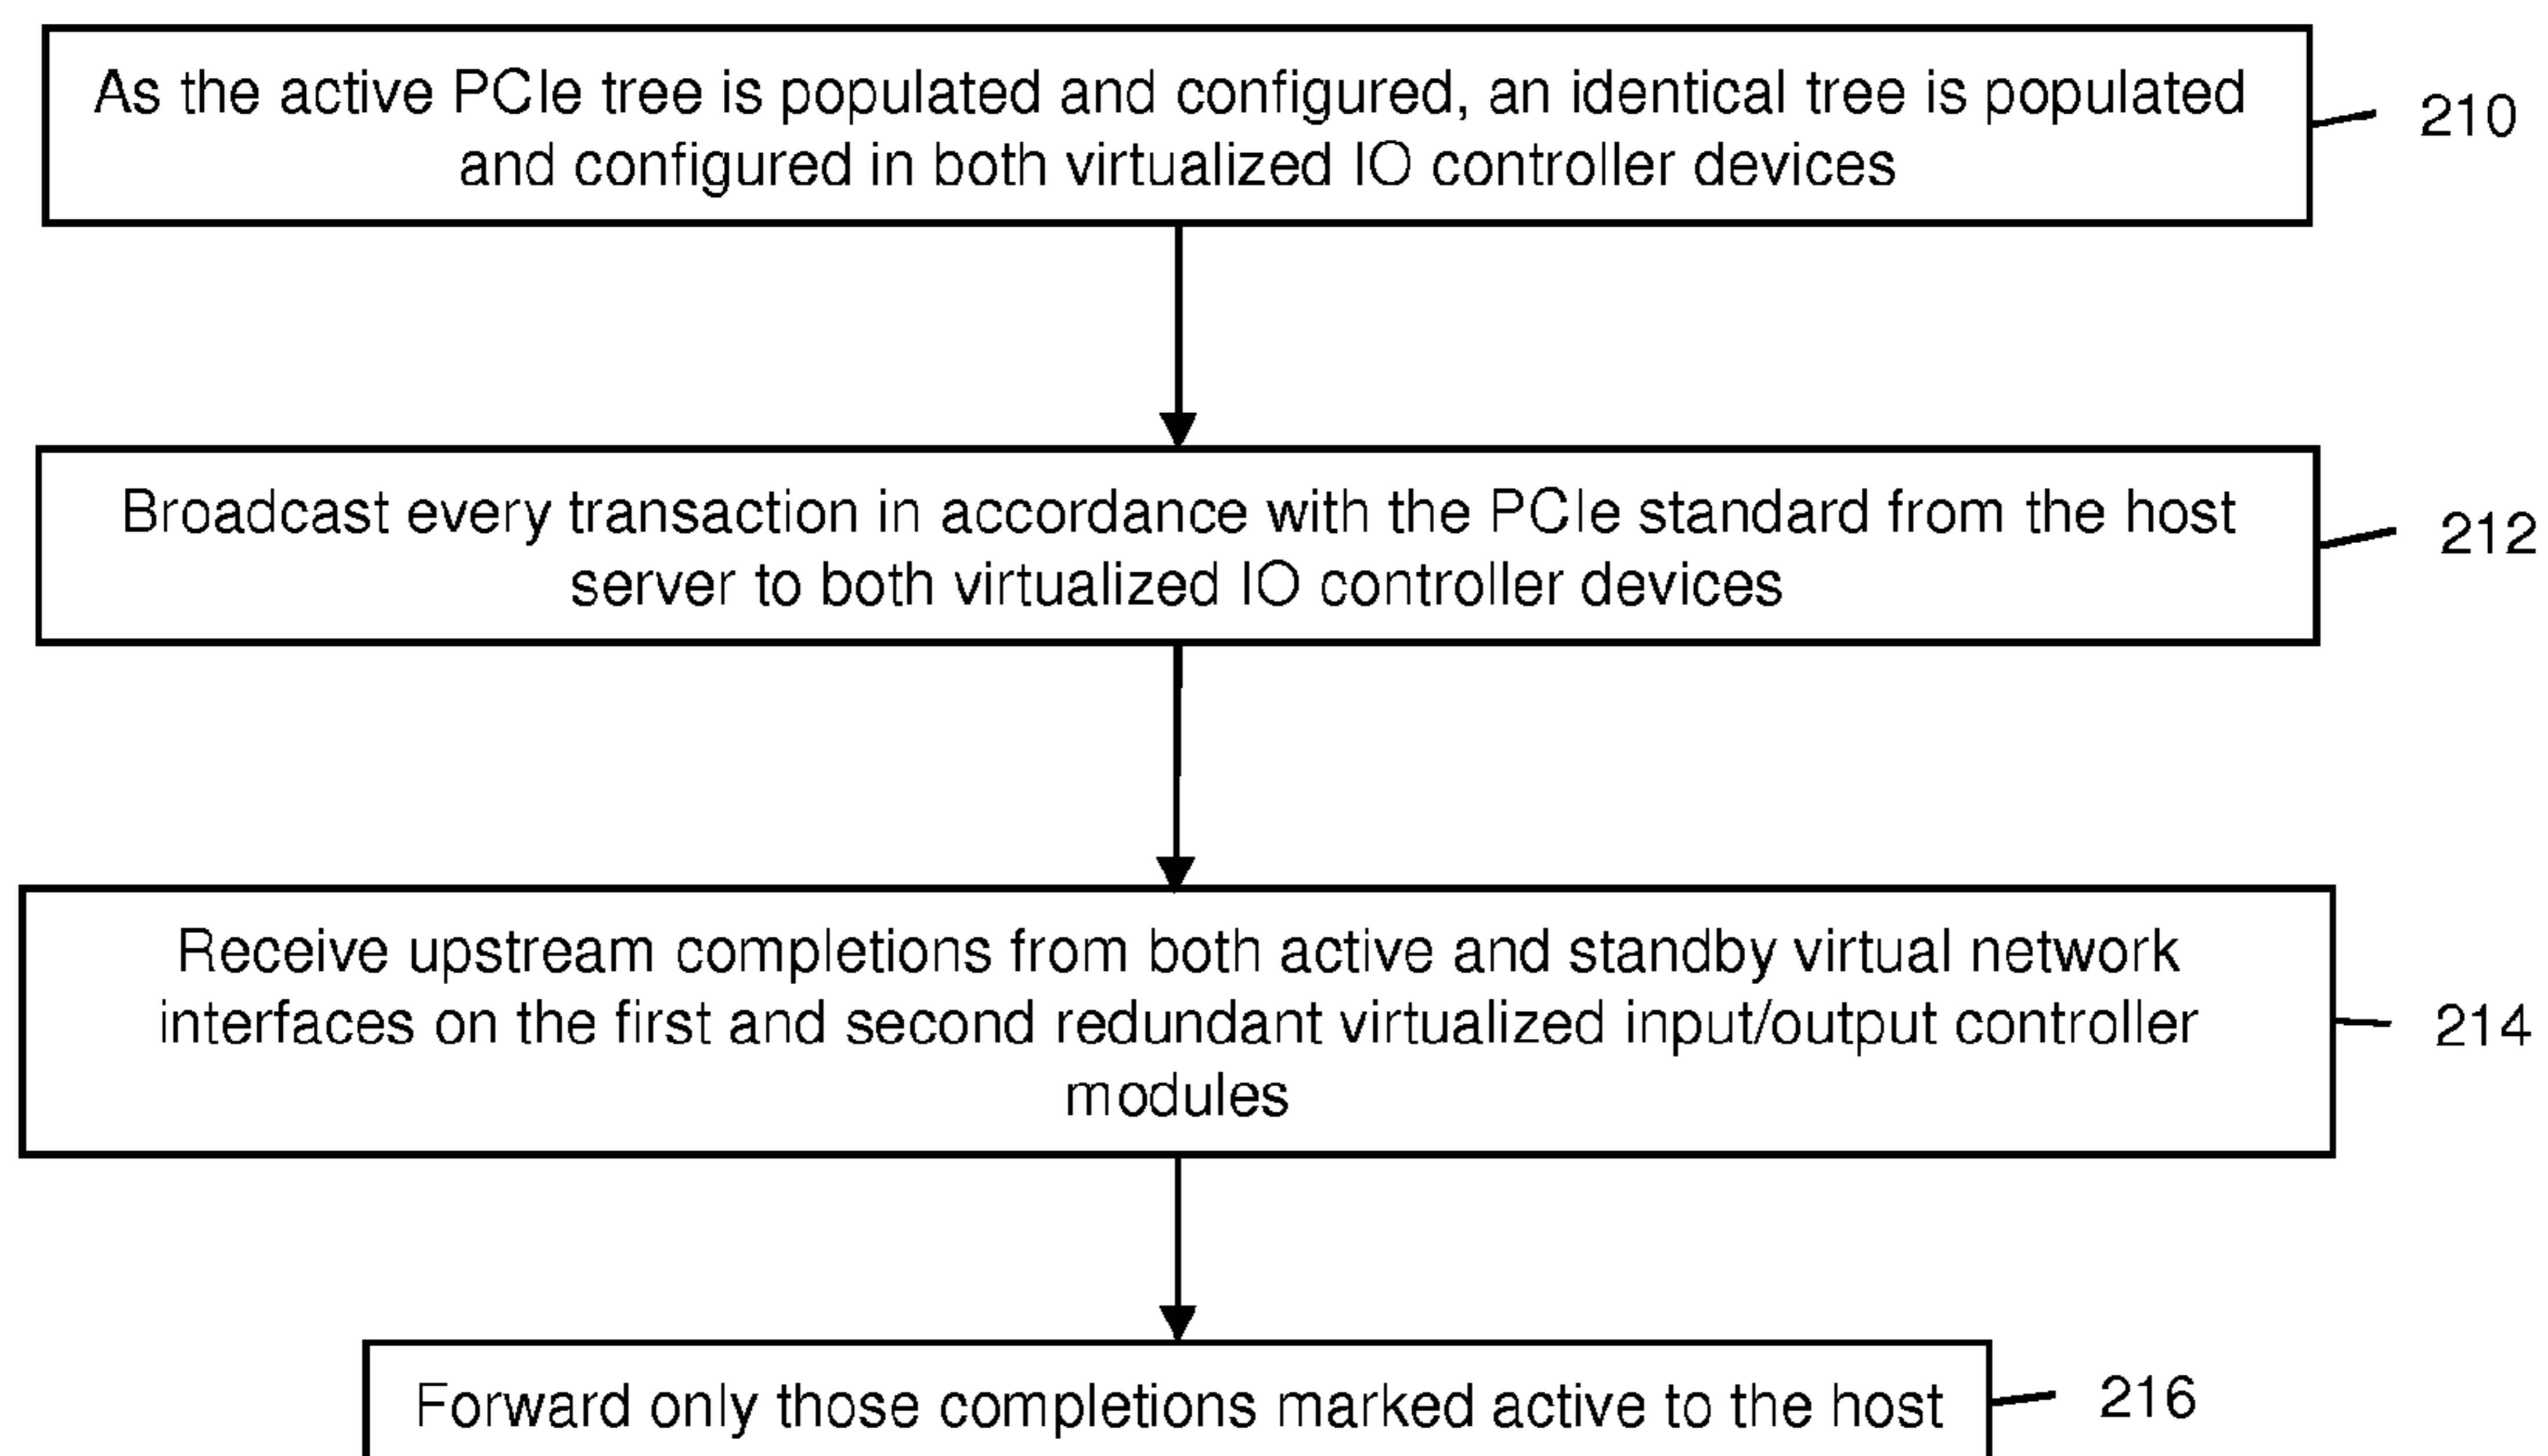 As the active PCIe tree is populated and configured, an identical tree is populated
and configured in both virtualized IO controller devices
210
Broadcast every transaction in accordance with the PCIe standard from the host
server to both virtualized IO controller devices
212
Receive upstream completions from both active and standby virtual network
interfaces on the first and second redundant virtualized input/output controller
modules
214
Forward only those completions marked active to the host
216